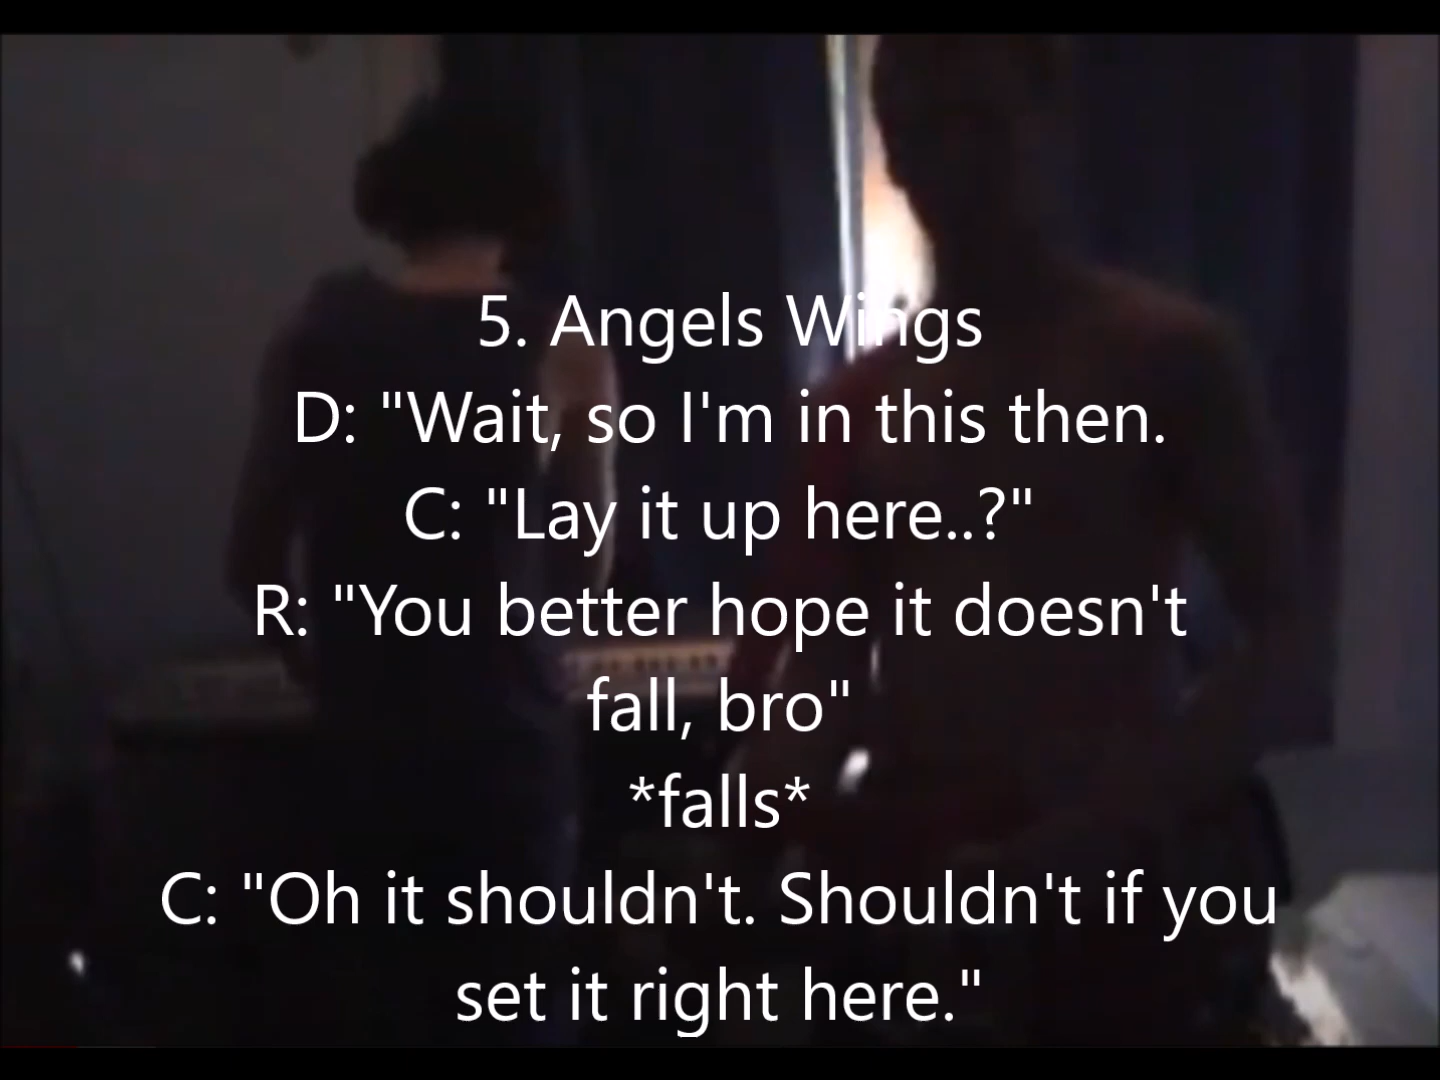 5. Angels Wings
D: "Wait, so I'm in this then.
C: "Lay it up here..?"
R: "You better hope it doesn't
fall, bro"
*falls*
C: "Oh it shouldn't. Shouldn't if you
set it right here."